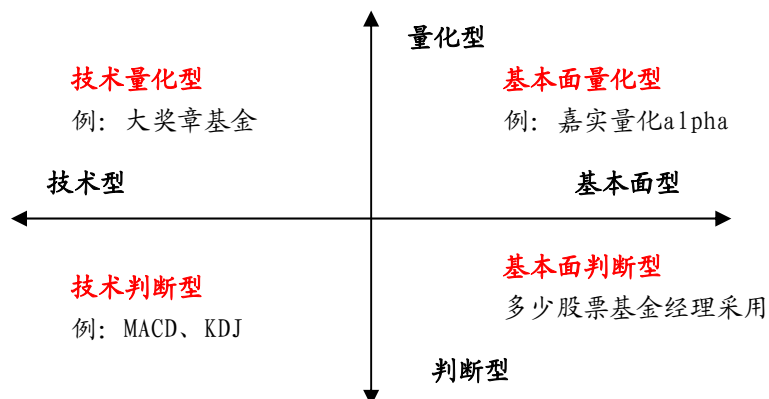 量化型
技术量化型
例: 大奖章基金
基本面量化型
例: 嘉实量化alpha
技术型
基本面型
技术判断型
例: MACD、KDJ
基本面判断型
多少股票基金经理采用
判断型